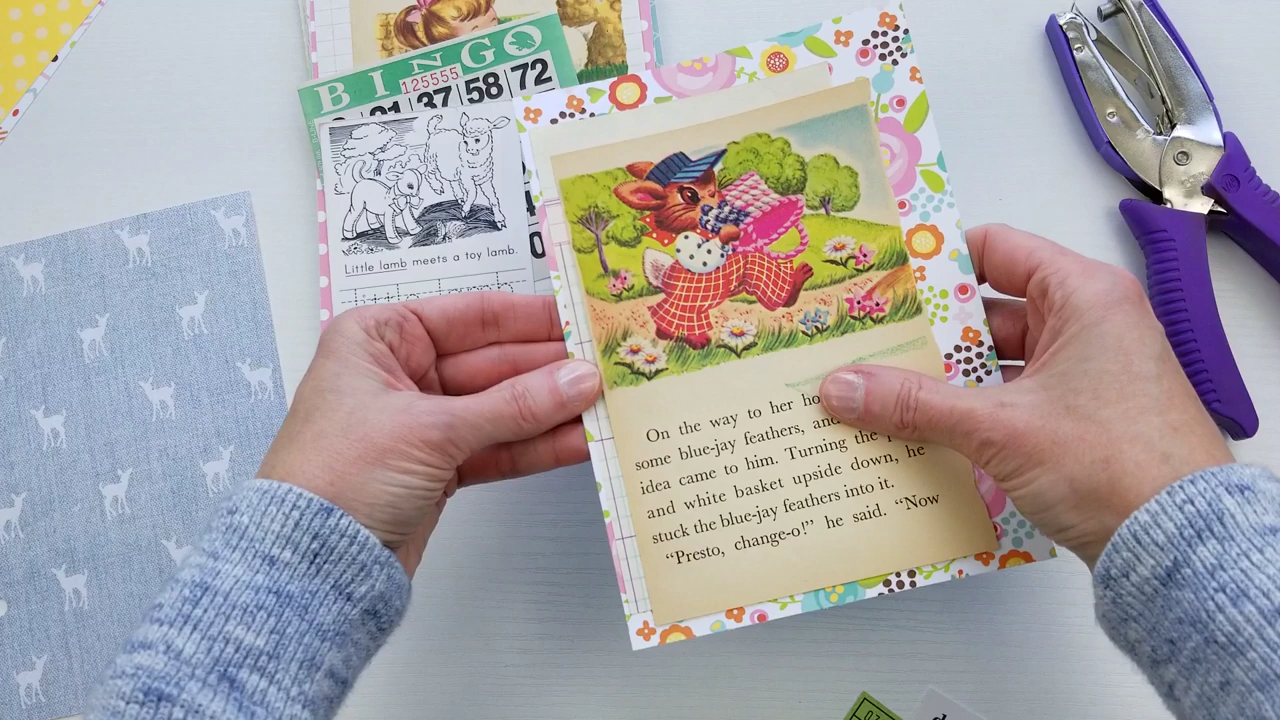 BINGO
125555
37 58 72
Little lamb meets a toy lamb.
On the way to her
some blue-jay feathers, and
idea came to him. Turning the
and white basket upside down, he
stuck the blue-jay feathers into it.
"Presto, change-o!" he said. "Now